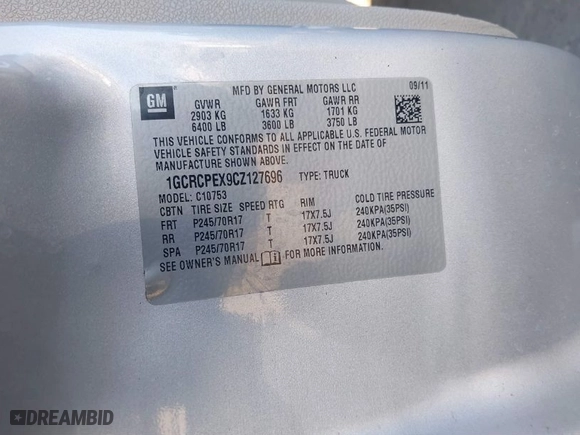 GM
MFD BY GENERAL MOTORS LLC
09/11
GVWR GAWR FRT GAWR RR
2903 KG 1633 KG 1701 KG
6400 LB 3600 LB 3750 LB
THIS VEHICLE CONFORMS TO ALL APPLICABLE U.S. FEDERAL MOTOR
VEHICLE SAFETY STANDARDS IN EFFECT ON THE DATE OF
MANUFACTURE SHOWN ABOVE.
1GCRCPEX9CZ127696 TYPE: TRUCK
MODEL: C10753
CBTN TIRE SIZE SPEED RTG RIM COLD TIRE PRESSURE
FRT P245/70R17 T 17X7.5J 240KPA(35PSI)
RR P245/70R17 T 17X7.5J 240KPA(35PSI)
SPA P245/70R17 T 17X7.5J 240KPA(35PSI)
SEE OWNER'S MANUAL FOR MORE INFORMATION.
DREAMBID